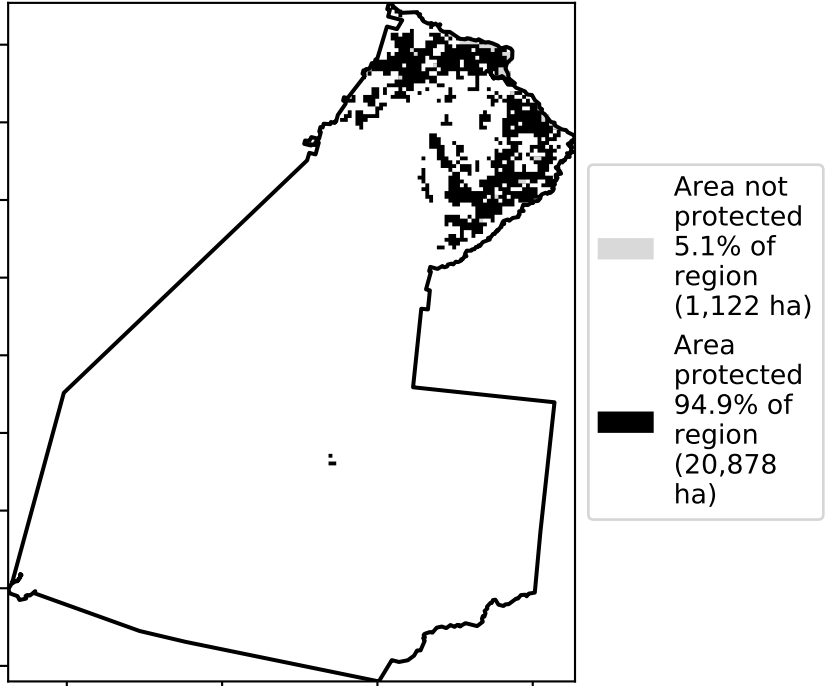 Area not
protected
5.1% of
region
(1,122 ha)
Area
protected
94.9% of
region
(20,878
ha)